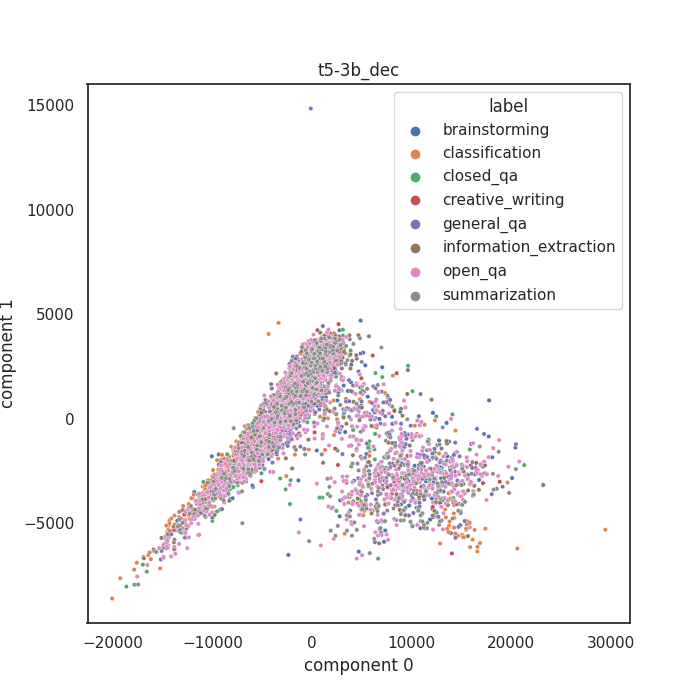 t5-3b_dec
label
brainstorming
classification
closed_qa
creative_writing
general_qa
information_extraction
open_qa
summarization
15000
10000
5000
0
−5000
component 1
−20000
−10000
0
10000
20000
30000
component 0